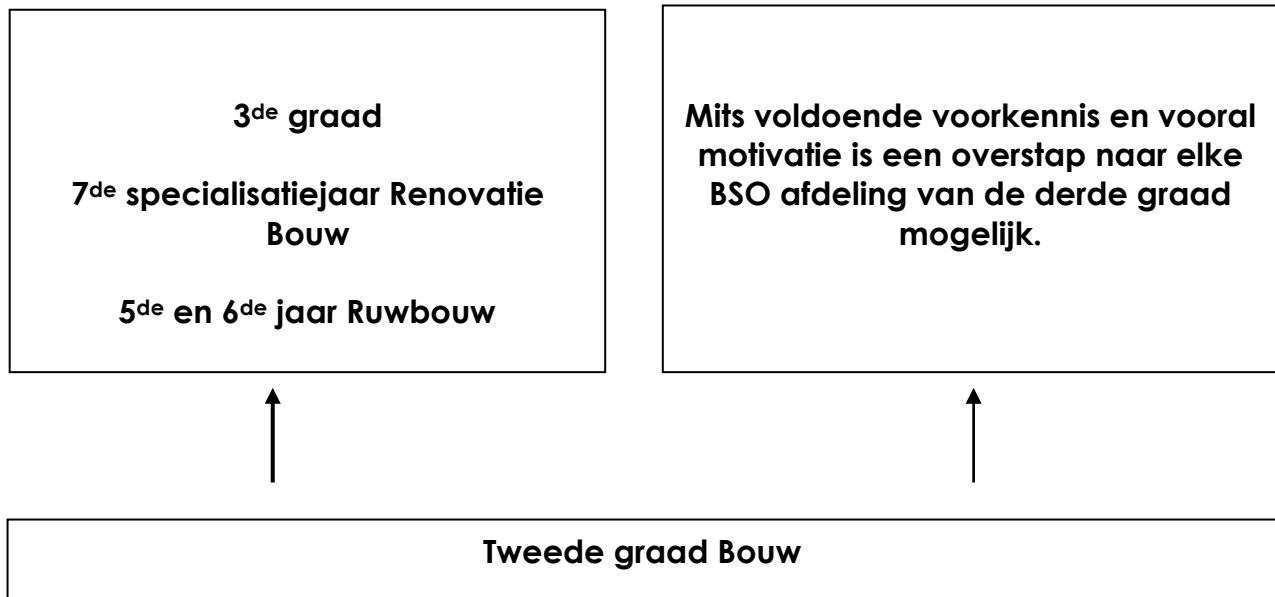 3de graad
7de specialisatiejaar Renovatie
Bouw
5de en 6de jaar Ruwbouw
Mits voldoende voorkennis en vooral
motivatie is een overstap naar elke
BSO afdeling van de derde graad
mogelijk.
Tweede graad Bouw